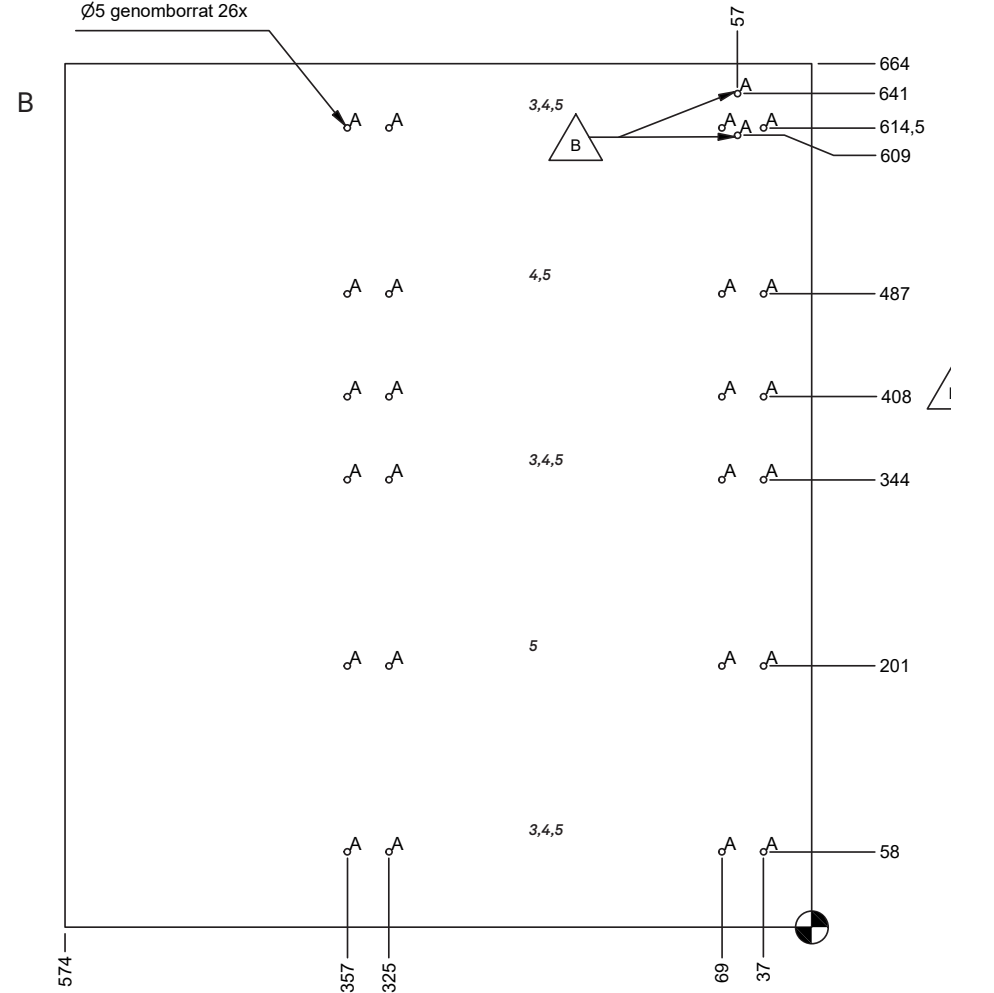 Ø5 genomborrat 26x
57
664
B
A
641
3,4,5
A A A A A 614,5
B
609
4,5
A A A A 487
A A A A 408
3,4,5
A A A A 344
5
A A A A 201
3,4,5
A A A A 58
574 357 325 69 37